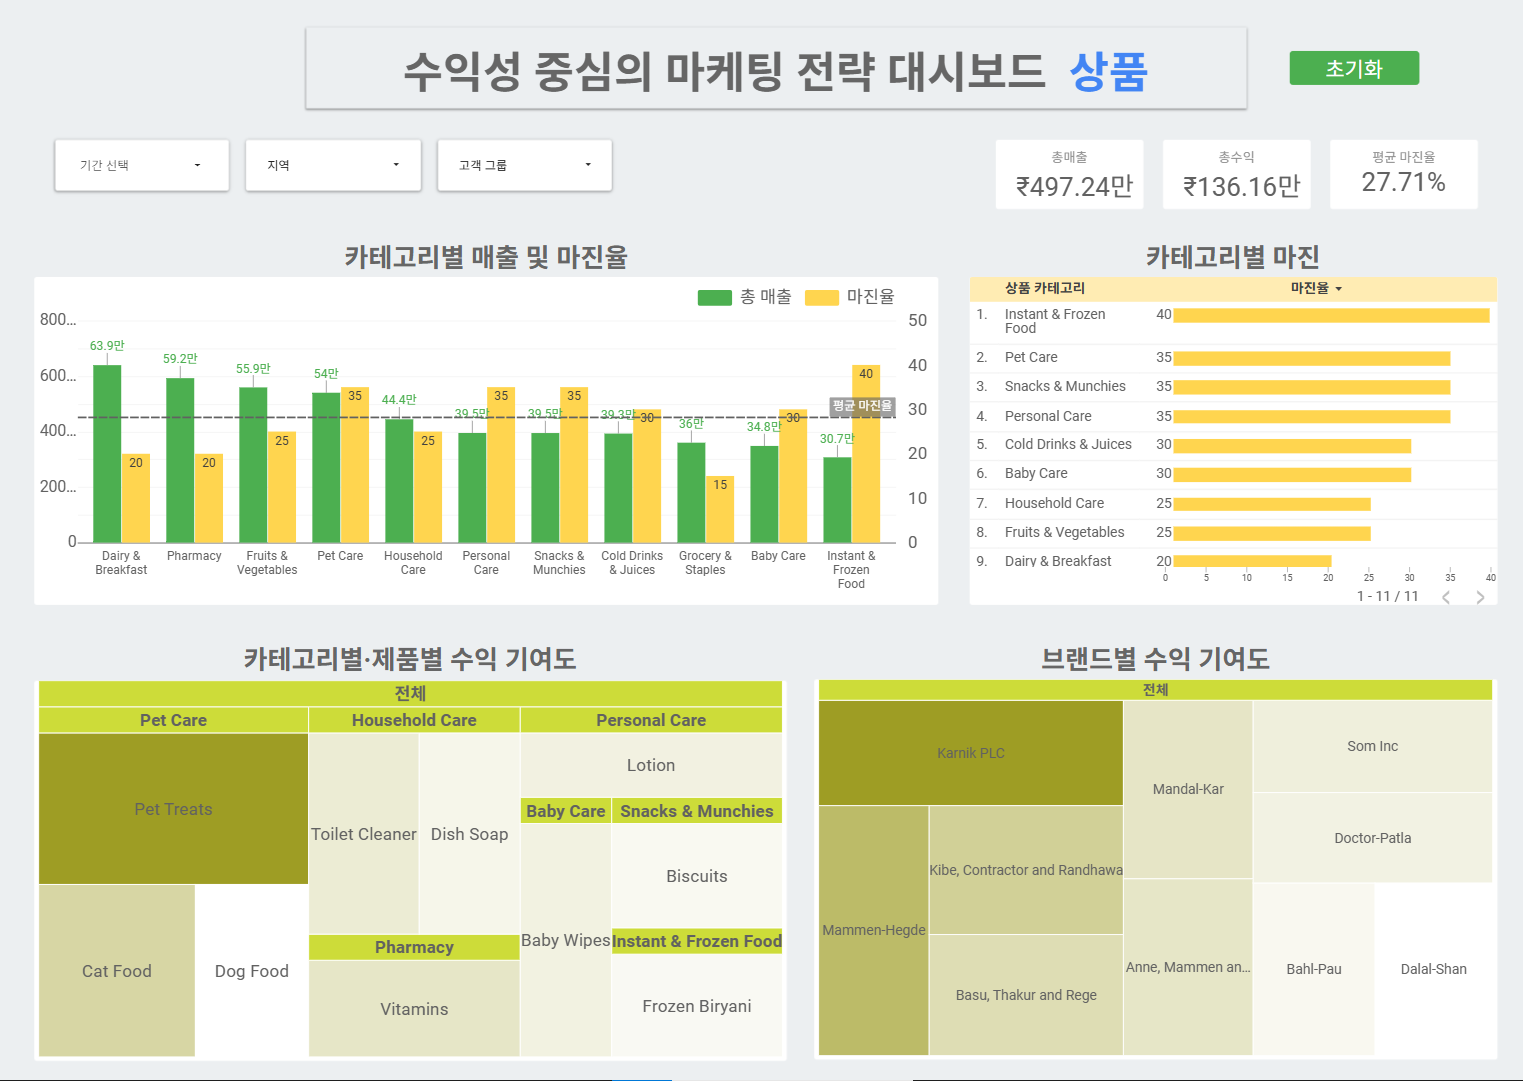 수익성 중심의 마케팅 전략 대시보드 상품
초기화
기간 선택
지역
고객 그룹
총매출
₹497.24만
총수익
₹136.16만
평균 마진율
27.71%
카테고리별 매출 및 마진율
총 매출
마진율
800...
600...
400...
200...
0
50
40
30
20
10
0
63.9만
59.2만
55.9만
54만
44.4만
39.5만
39.5만
39.3만
36만
34.8만
30.7만
20
20
25
35
25
35
35
30
15
30
40
평균 마진율
Dairy &
Breakfast
Pharmacy
Fruits &
Vegetables
Pet Care
Household
Care
Personal
Care
Snacks &
Munchies
Cold Drinks
& Juices
Grocery &
Staples
Baby Care
Instant &
Frozen
Food
카테고리별 마진
상품 카테고리
마진율
1. Instant & Frozen
Food
40
2. Pet Care 35
3. Snacks & Munchies 35
4. Personal Care 35
5. Cold Drinks & Juices 30
6. Baby Care 30
7. Household Care 25
8. Fruits & Vegetables 25
9. Dairy & Breakfast 20
0 5 10 15 20 25 30 35 40
1 - 11 / 11
카테고리별·제품별 수익 기여도
전체
Pet Care
Household Care
Personal Care
Pet Treats
Cat Food
Dog Food
Toilet Cleaner
Dish Soap
Pharmacy
Vitamins
Lotion
Baby Care
Snacks & Munchies
Baby Wipes
Biscuits
Instant & Frozen Food
Frozen Biryani
브랜드별 수익 기여도
전체
Karnik PLC
Mammen-Hegde
Kibe, Contractor and Randhawa
Basu, Thakur and Rege
Mandal-Kar
Anne, Mammen an...
Som Inc
Doctor-Patla
Bahl-Pau
Dalal-Shan